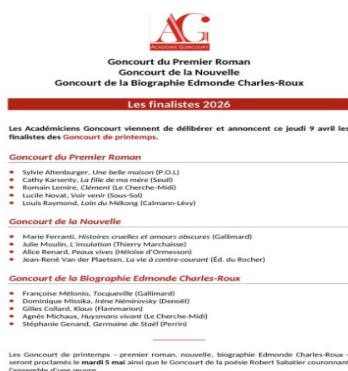 AG
ACADÉMIE GONCOURT
Goncourt du Premier Roman
Goncourt de la Nouvelle
Goncourt de la Biographie Edmonde Charles-Roux
Les finalistes 2026
Les Académiciens Goncourt viennent de délibérer et annoncent ce jeudi 9 avril les
finalistes des Goncourt de printemps.
Goncourt du Premier Roman
Sylvie Altenburger, Une belle maison (P.O.L)
Cathy Karsenty, La fille de ma mère (Seuil)
Romain Lemire, Clément (Le Cherche-Midi)
Lucile Novat, Voir venir (Sous-Sol)
Louis Raymond, Loin du Mékong (Calmann-Lévy)
Goncourt de la Nouvelle
Marie Ferranti, Histoires cruelles et amours obscures (Gallimard)
Julie Moulin, L'insulation (Thierry Marchaisse)
Alice Renard, Peaux vives (Héloïse d'Ormesson)
Jean-René Van der Plaetsen, La vie à contre-courant (Éd. du Rocher)
Goncourt de la Biographie Edmonde Charles-Roux
Françoise Mélonio, Tocqueville (Gallimard)
Dominique Missika, Irène Némirovsky (Denoël)
Gilles Collard, Klaus (Flammarion)
Agnès Michaux, Huysmans vivant (Le Cherche-Midi)
Stéphanie Genand, Germaine de Staël (Perrin)
Les Goncourt de printemps – premier roman, nouvelle, biographie Edmonde Charles-Roux -
seront proclamés le mardi 5 mai ainsi que le Goncourt de la poésie Robert Sabatier couronnant
l'ensemble d'une œuvre.